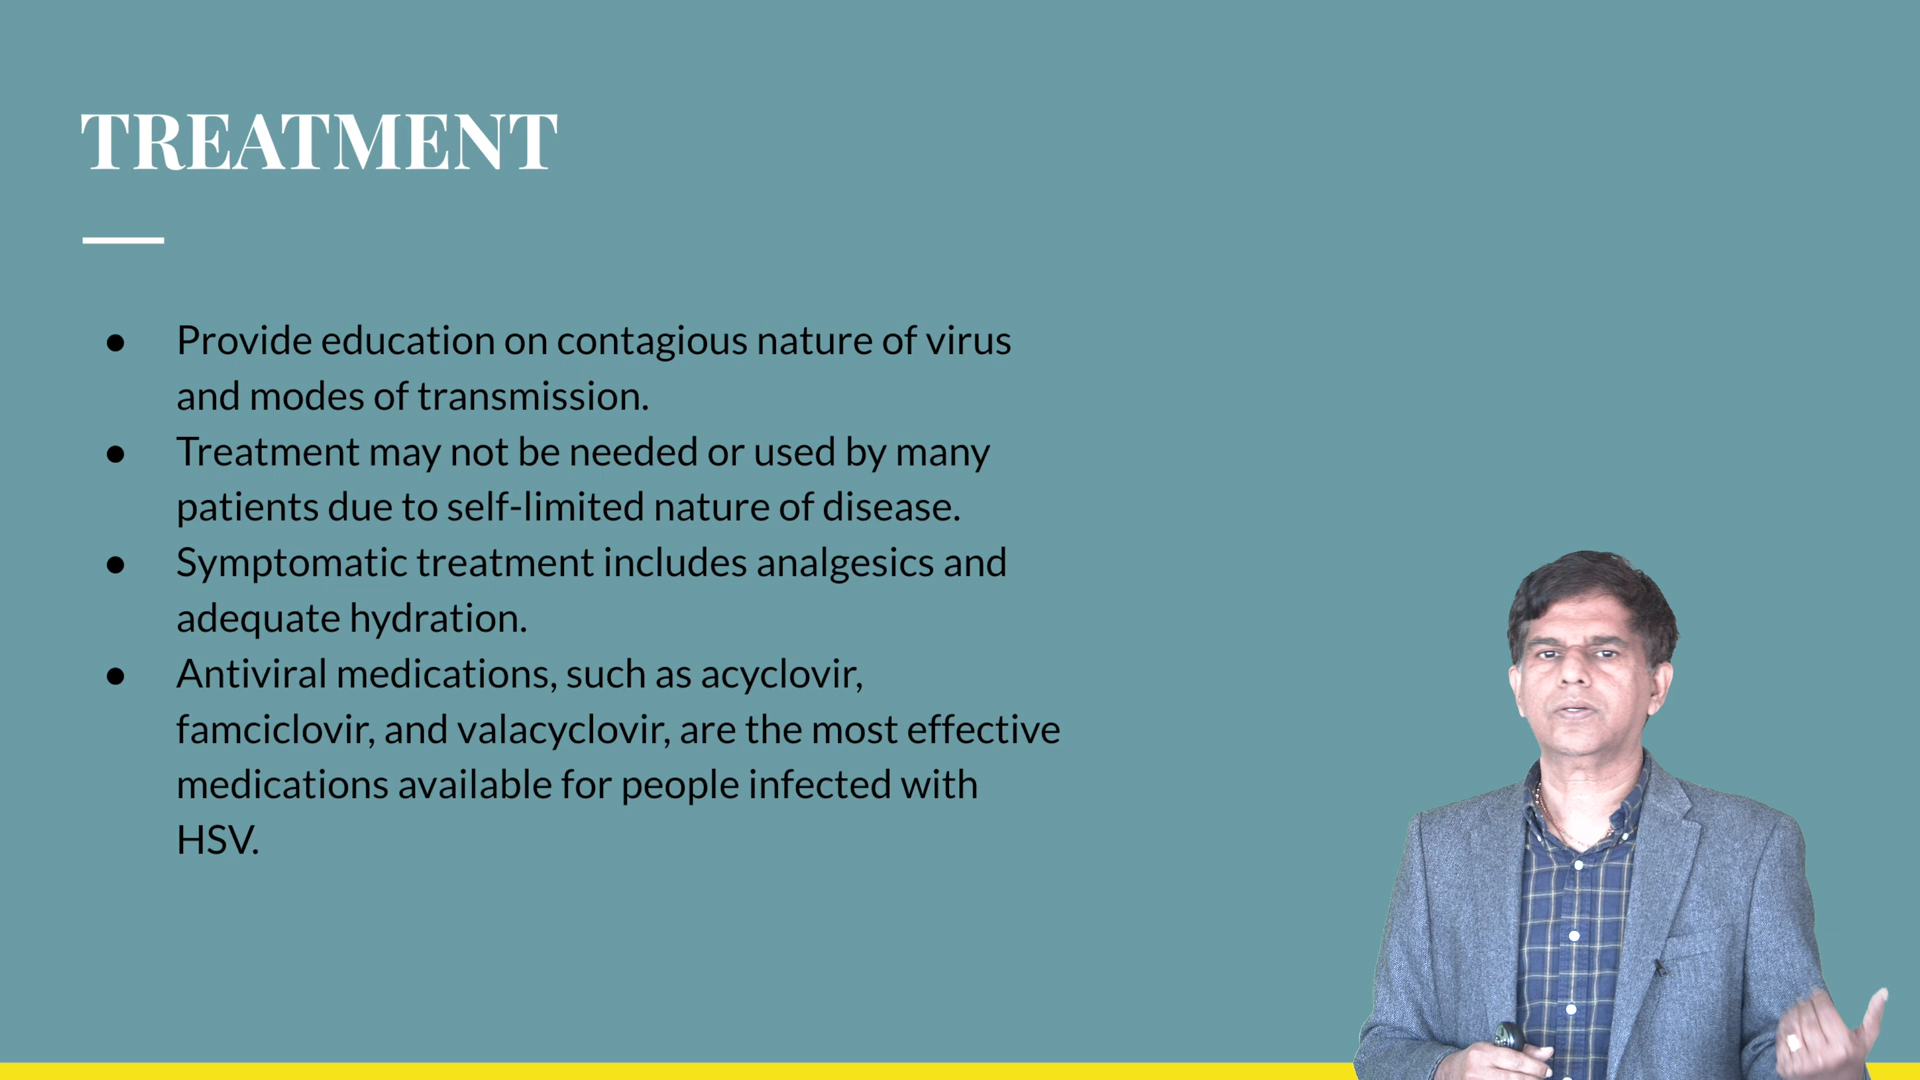 TREATMENT
● Provide education on contagious nature of virus
and modes of transmission.
● Treatment may not be needed or used by many
patients due to self-limited nature of disease.
● Symptomatic treatment includes analgesics and
adequate hydration.
● Antiviral medications, such as acyclovir,
famciclovir, and valacyclovir, are the most effective
medications available for people infected with
HSV.